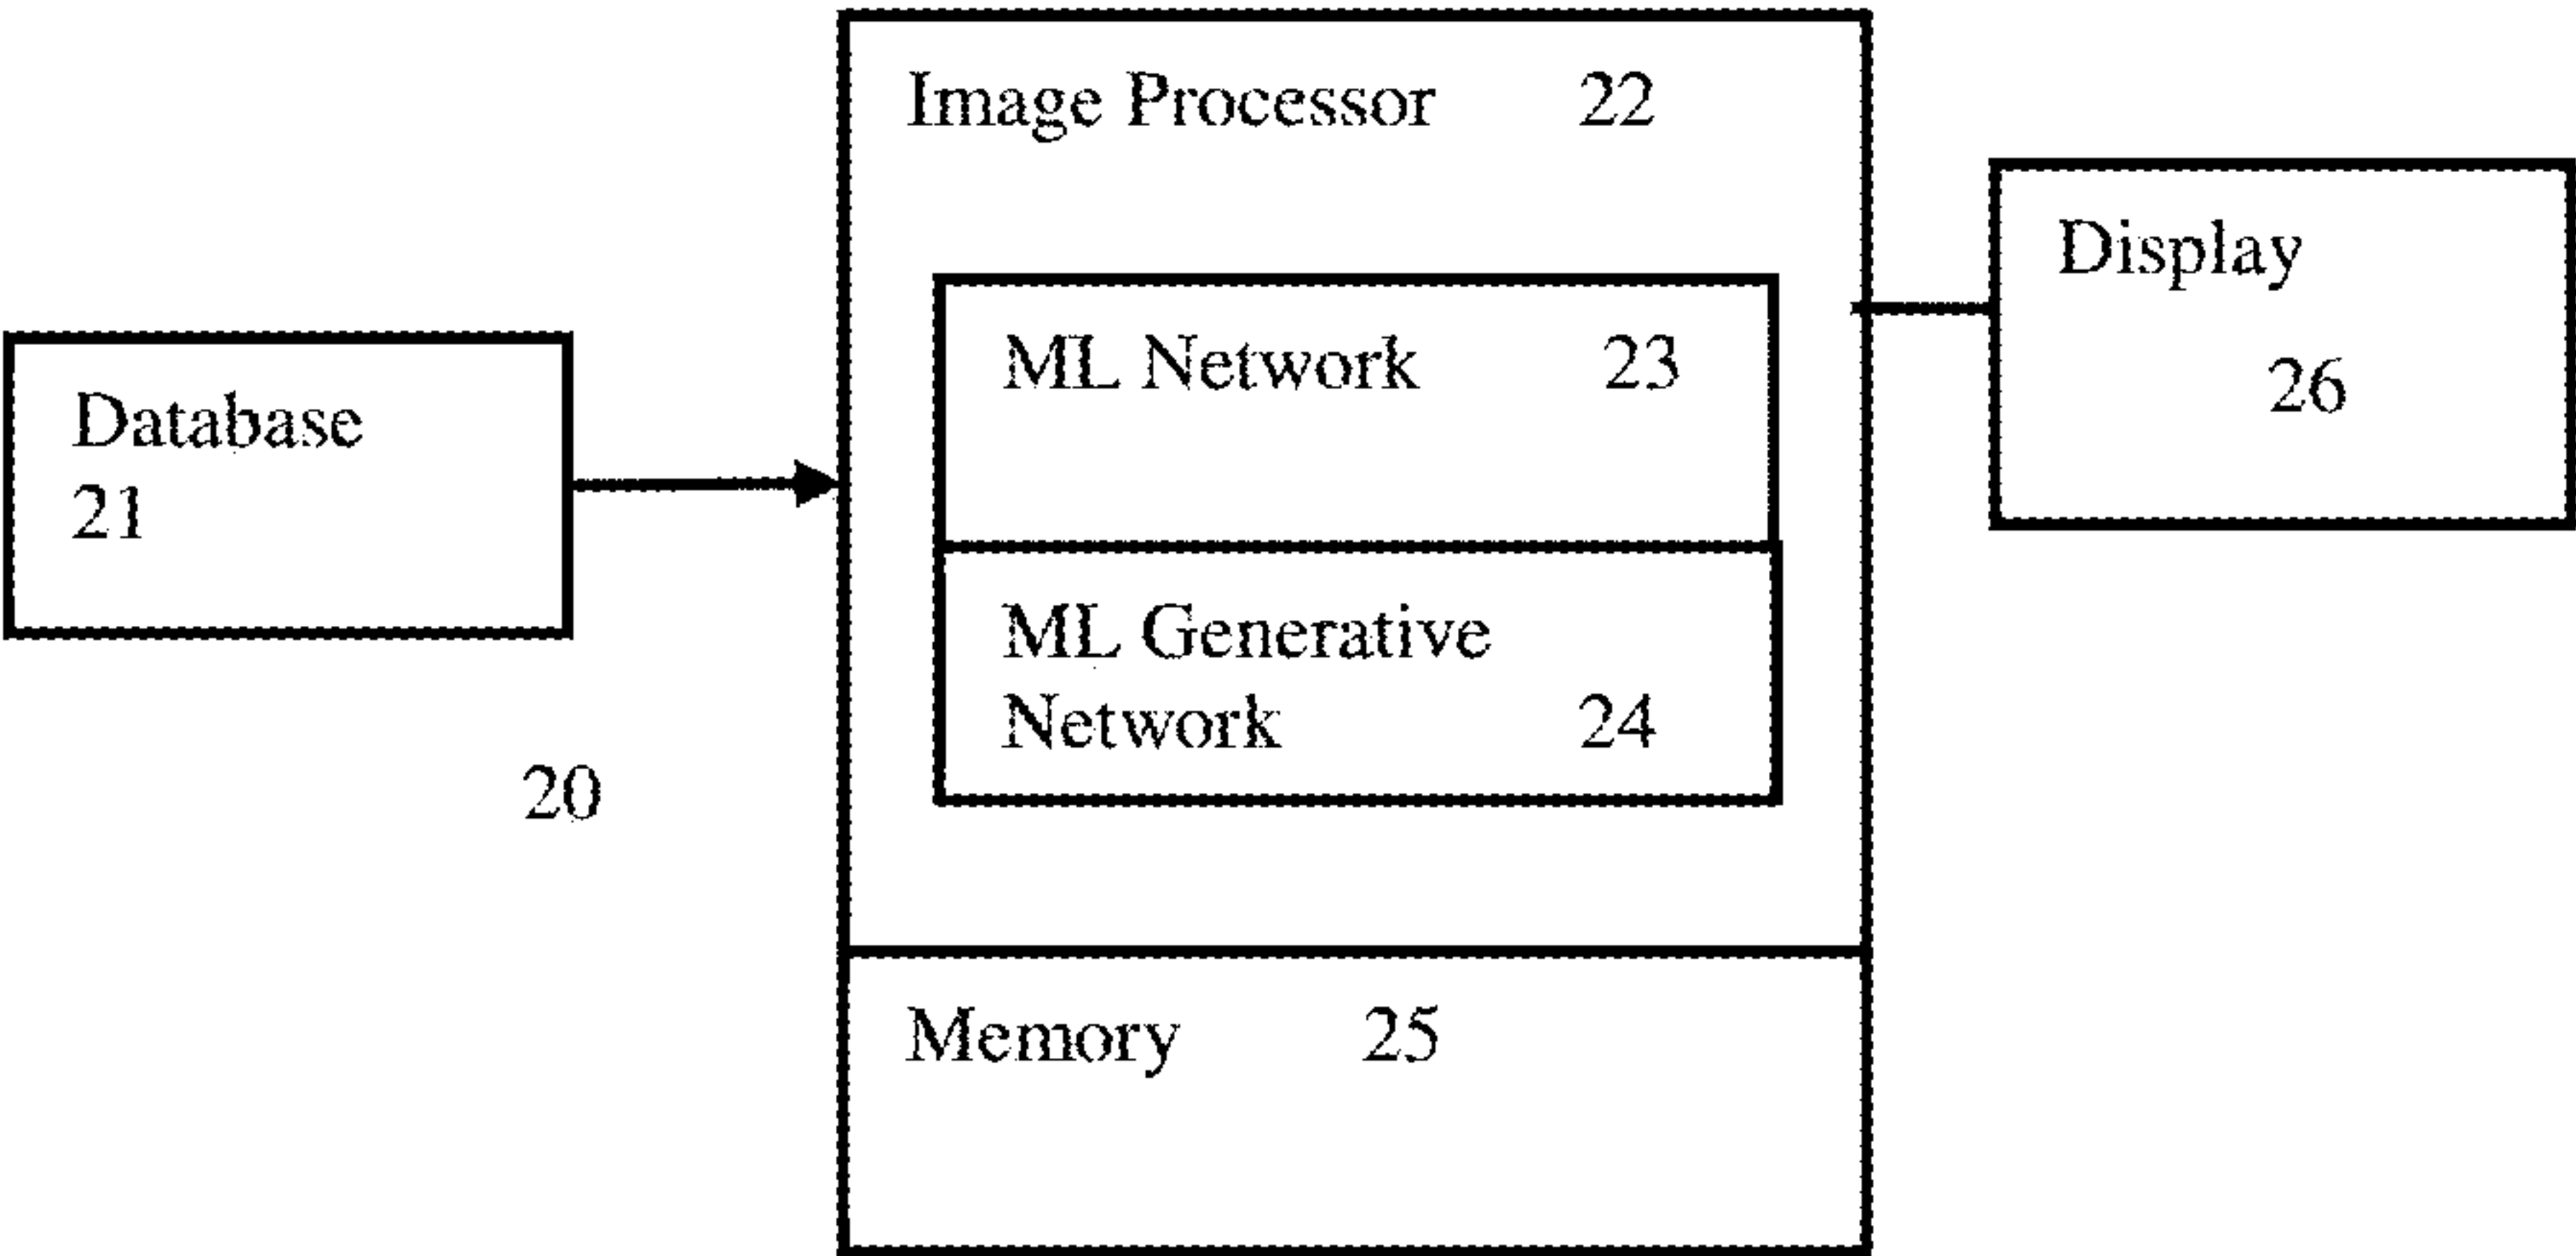 Database
21
20
Image Processor 22
ML Network 23
ML Generative
Network 24
Memory 25
Display
26